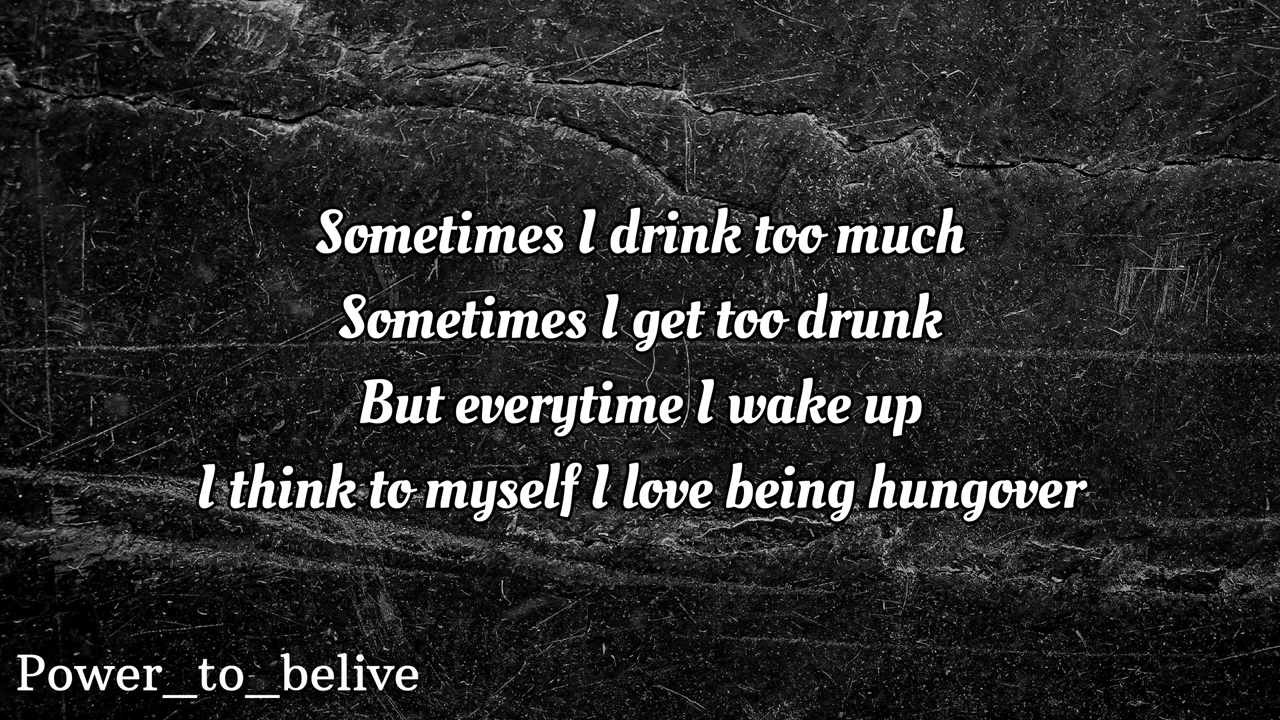 Sometimes I drink too much
Sometimes I get too drunk
But everytime I wake up
I think to myself I love being hungover
Power_to_belive